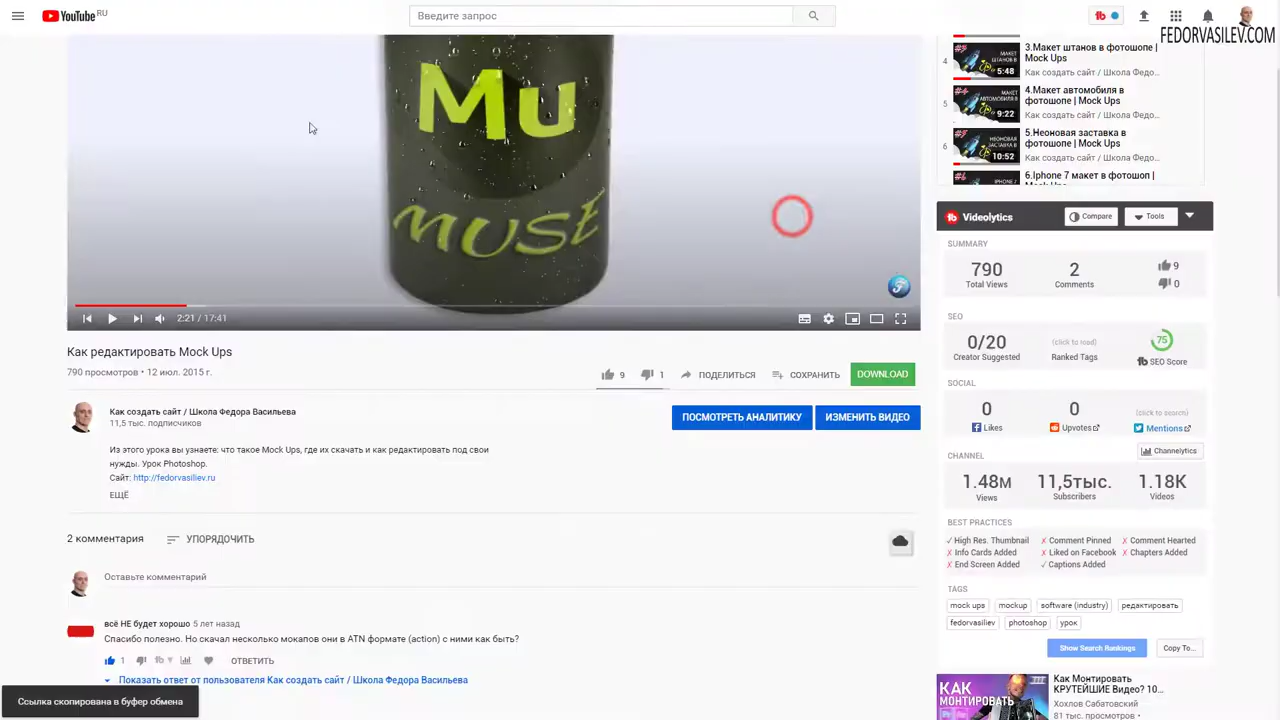 YouTube RU
Введите запрос
FEDORVASILEV.COM
Mu
MUSE
2:21 / 17:41
Как редактировать Mock Ups
790 просмотров • 12 июл. 2015 г.
9
1
ПОДЕЛИТЬСЯ
СОХРАНИТЬ
DOWNLOAD
Как создать сайт / Школа Федора Васильева
11,5 тыс. подписчиков
ПОСМОТРЕТЬ АНАЛИТИКУ
ИЗМЕНИТЬ ВИДЕО
Из этого урока вы узнаете: что такое Mock Ups, где их скачать и как редактировать под свои
нужды. Урок Photoshop.
Сайт: http://fedorvasiliev.ru
ЕЩЁ
2 комментария
УПОРЯДОЧИТЬ
Оставьте комментарий
всё НЕ будет хорошо 5 лет назад
Спасибо полезно. Но скачал несколько мокапов они в ATN формате (action) с ними как быть?
1
ОТВЕТИТЬ
Показать ответ от пользователя Как создать сайт / Школа Федора Васильева
Ссылка скопирована в буфер обмена
4
5:48
3.Макет штанов в фотошопе |
Mock Ups
Как создать сайт / Школа Федо...
5
9:22
4.Макет автомобиля в
фотошопе | Mock Ups
Как создать сайт / Школа Федо...
6
10:52
5.Неоновая заставка в
фотошопе | Mock Ups
Как создать сайт / Школа Федо...
6.Iphone 7 макет в фотошоп |
Videolytics
Compare
Tools
SUMMARY
790
Total Views
2
Comments
9
0
SEO
0/20
Creator Suggested
(click to load)
Ranked Tags
75
SEO Score
SOCIAL
0
Likes
0
Upvotes
(click to search)
Mentions
CHANNEL
Channelytics
1.48M
Views
11,5тыс.
Subscribers
1.18K
Videos
BEST PRACTICES
✓ High Res. Thumbnail
✗ Comment Pinned
✗ Comment Hearted
✗ Info Cards Added
✗ Liked on Facebook
✗ Chapters Added
✗ End Screen Added
✓ Captions Added
TAGS
mock ups
mockup
software (industry)
редактировать
fedorvasiliev
photoshop
урок
Show Search Rankings
Copy To...
КАК
МОНТИРОВАТЬ
Как Монтировать
КРУТЕЙШИЕ Видео? 10...
Хохлов Сабатовский
81 тыс. просмотров •